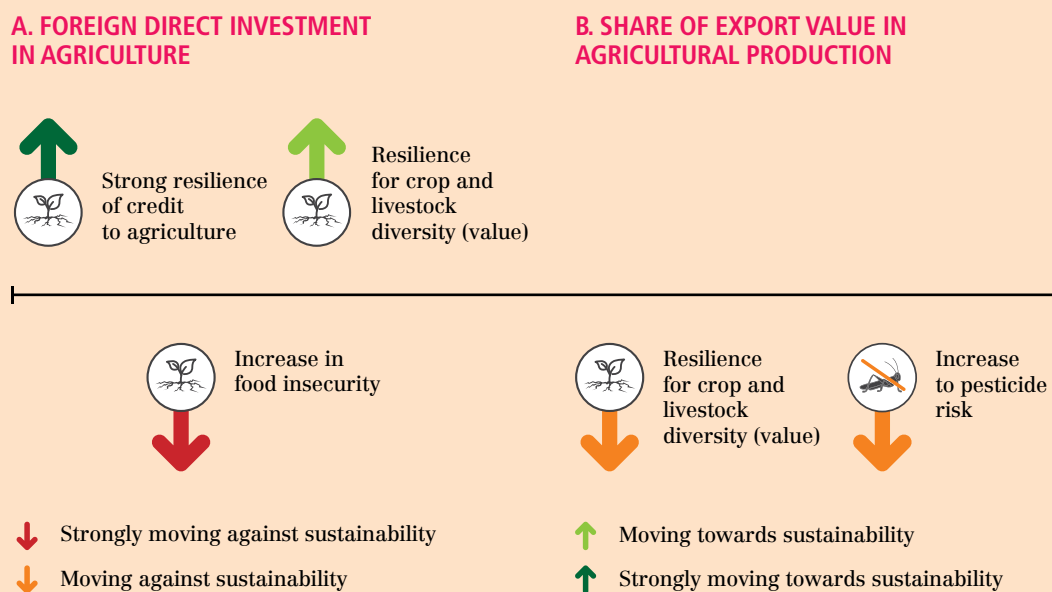 A. FOREIGN DIRECT INVESTMENT
IN AGRICULTURE
Strong resilience
of credit
to agriculture
Resilience
for crop and
livestock
diversity (value)
Increase in
food insecurity
B. SHARE OF EXPORT VALUE IN
AGRICULTURAL PRODUCTION
Resilience
for crop and
livestock
diversity (value)
Increase
to pesticide
risk
Strongly moving against sustainability
Moving against sustainability
Moving towards sustainability
Strongly moving towards sustainability